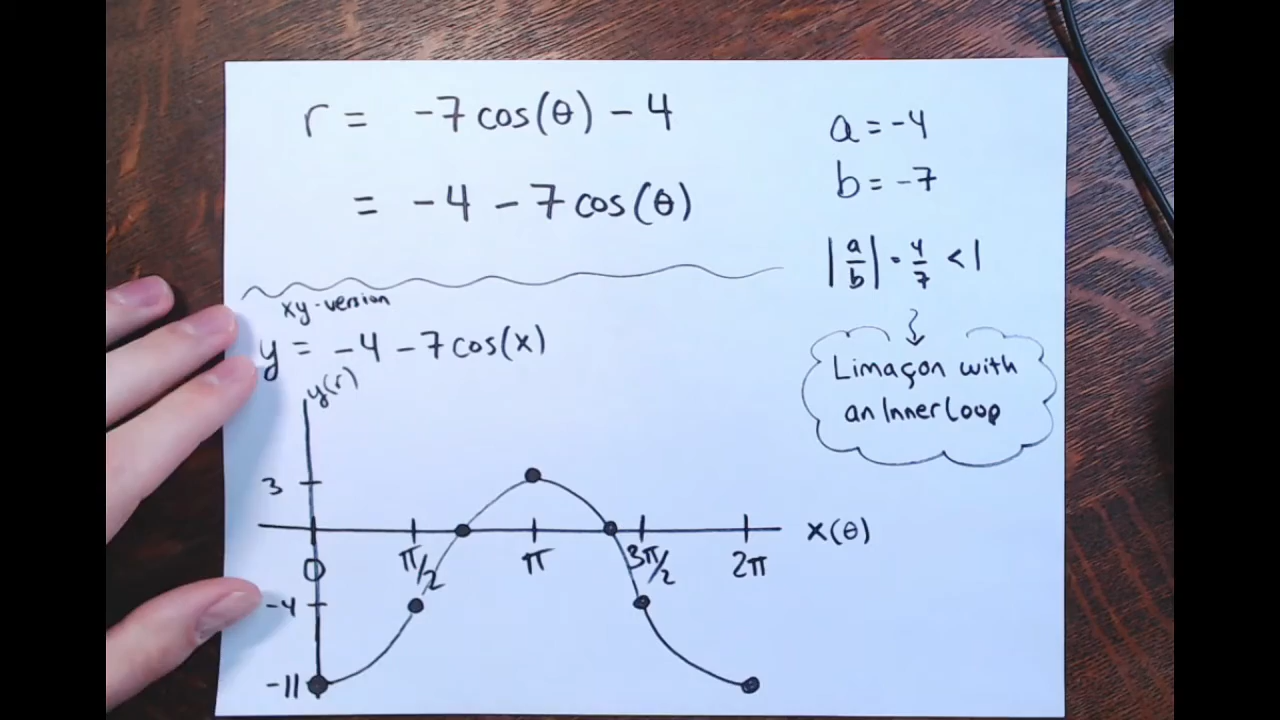 r = -7cos(θ) - 4
= -4 - 7cos(θ)
a = -4
b = -7
|a/b| = 4/7 < 1
Limaçon with
an Inner Loop
xy-version
y = -4 - 7cos(x)
y(r)
3
x(θ)
0
π/2
π
3π/2
2π
-4
-11